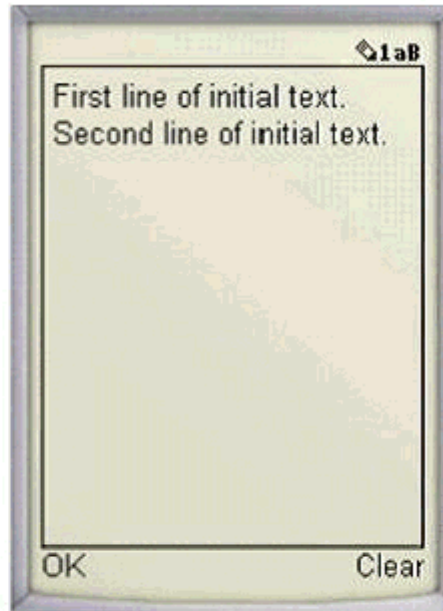 1aB
First line of initial text.
Second line of initial text.
OK
Clear